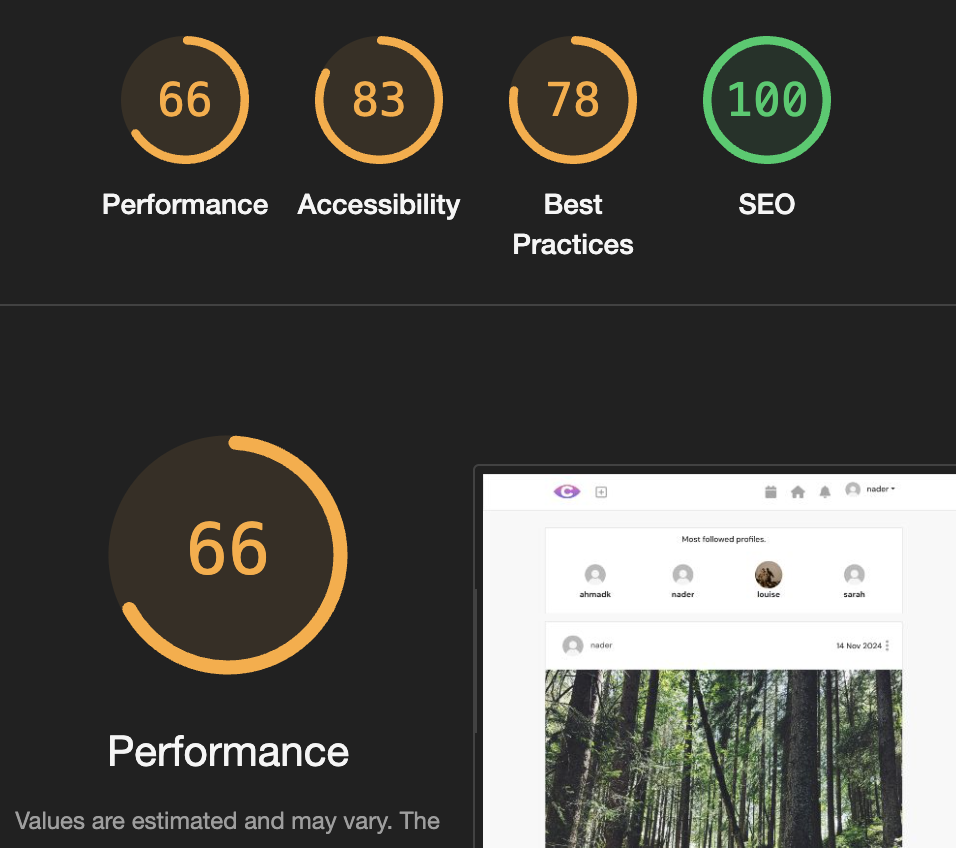 66 83 78 100
Performance Accessibility Best Practices SEO
66
Performance
Values are estimated and may vary. The
nader
Most followed profiles.
ahmadk nader louise sarah
nader 14 Nov 2024